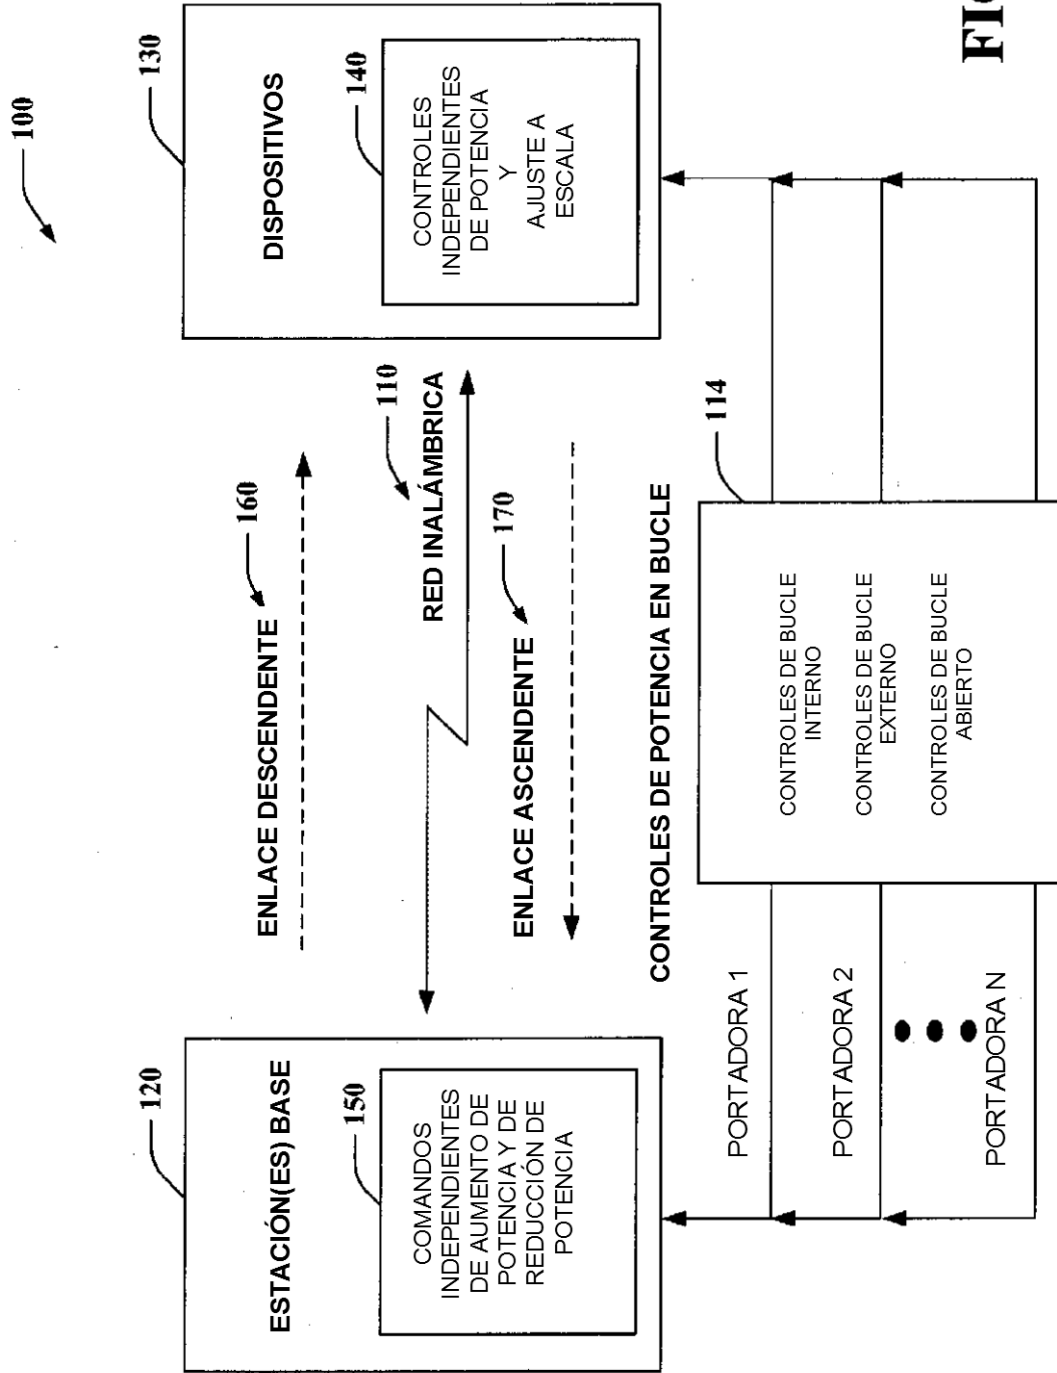 100
120
ESTACIÓN(ES) BASE
150
COMANDOS
INDEPENDIENTES
DE AUMENTO DE
POTENCIA Y DE
REDUCCIÓN DE
POTENCIA
ENLACE DESCENDENTE
160
110
RED INALÁMBRICA
ENLACE ASCENDENTE
170
130
DISPOSITIVOS
140
CONTROLES
INDEPENDIENTES
DE POTENCIA
Y
AJUSTE A
ESCALA
CONTROLES DE POTENCIA EN BUCLE
114
PORTADORA 1
PORTADORA 2
PORTADORA N
CONTROLES DE BUCLE
INTERNO
CONTROLES DE BUCLE
EXTERNO
CONTROLES DE BUCLE
ABIERTO